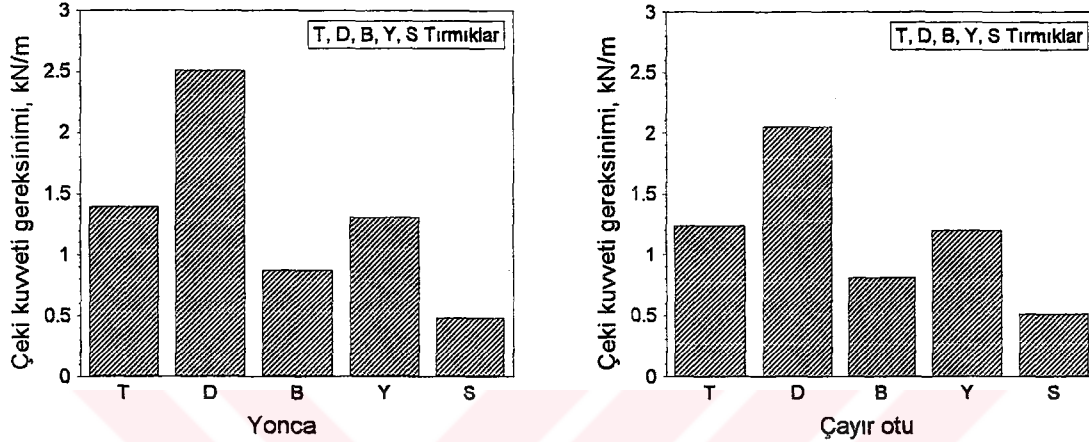 Çeki kuvveti gereksinimi, kN/m
3
2.5
2
1.5
1
0.5
0
T, D, B, Y, S Tırmıklar
T D B Y S
Yonca
Çeki kuvveti gereksinimi, kN/m
3
2.5
2
1.5
1
0.5
0
T, D, B, Y, S Tırmıklar
T D B Y S
Çayır otu